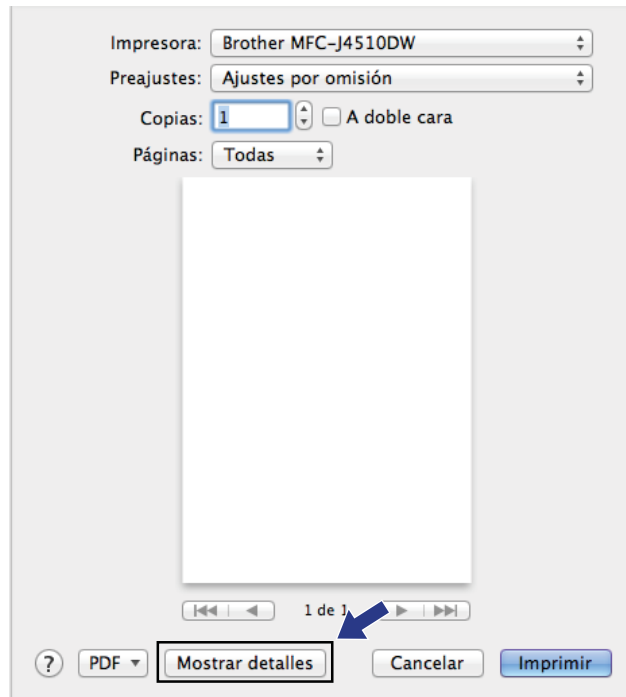 Impresora: Brother MFC-J4510DW
Preajustes: Ajustes por omisión
Copias: 1 A doble cara
Páginas: Todas
1 de 1
? PDF Mostrar detalles Cancelar Imprimir